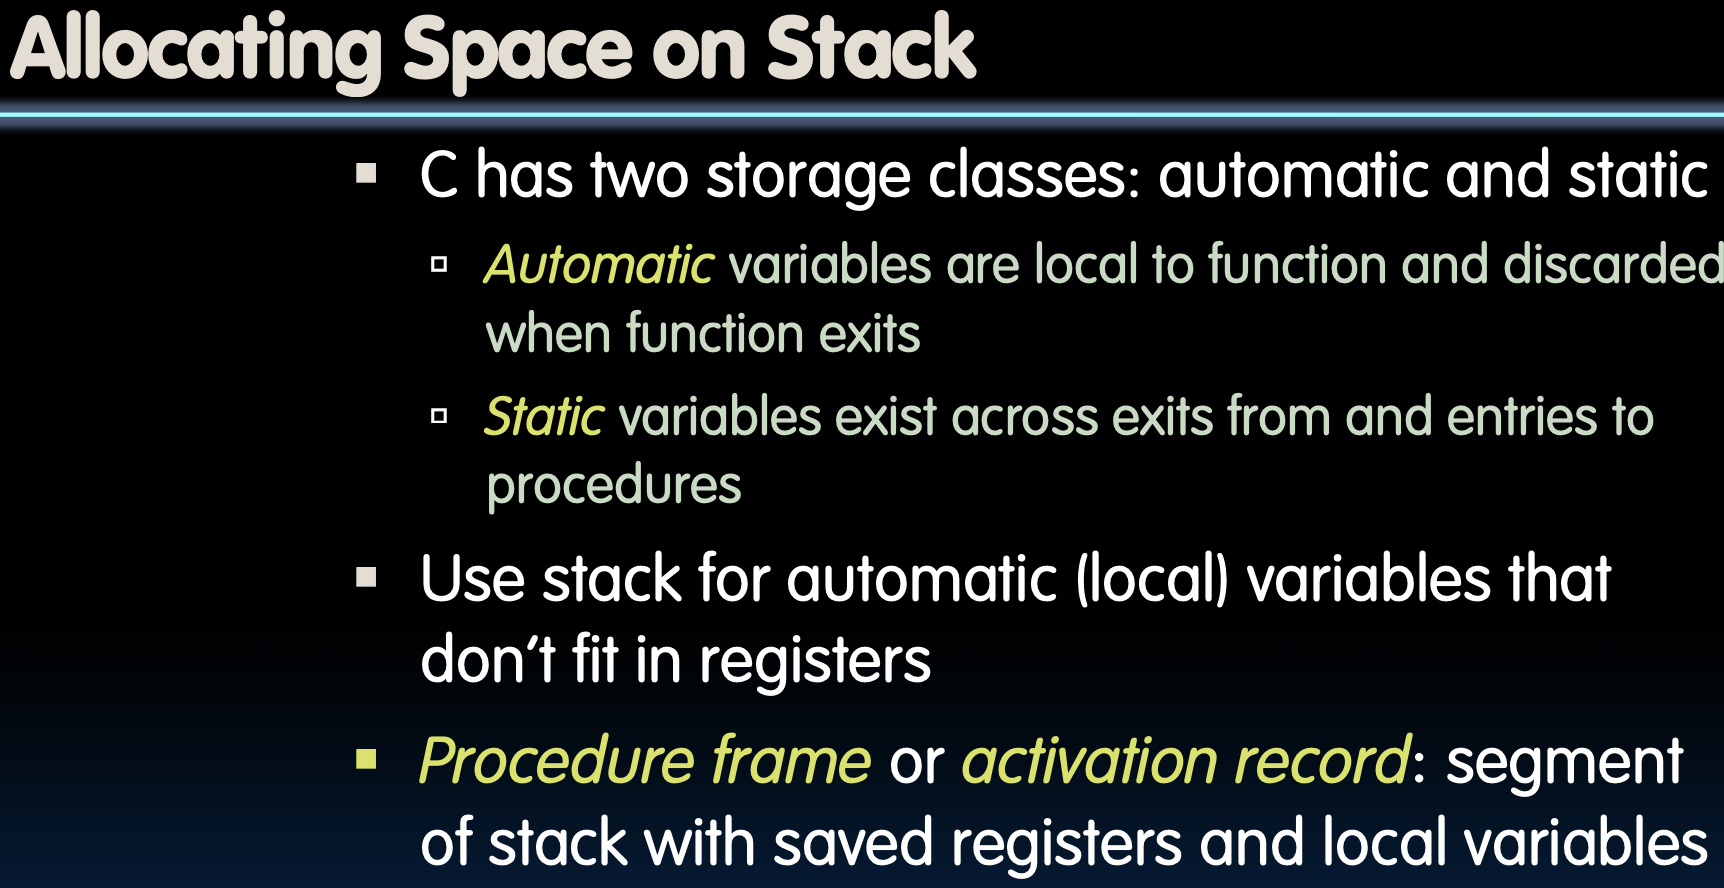 Allocating Space on Stack
C has two storage classes: automatic and static
Automatic variables are local to function and discarded
when function exits
Static variables exist across exits from and entries to
procedures
Use stack for automatic (local) variables that
don’t fit in registers
Procedure frame or activation record: segment
of stack with saved registers and local variables